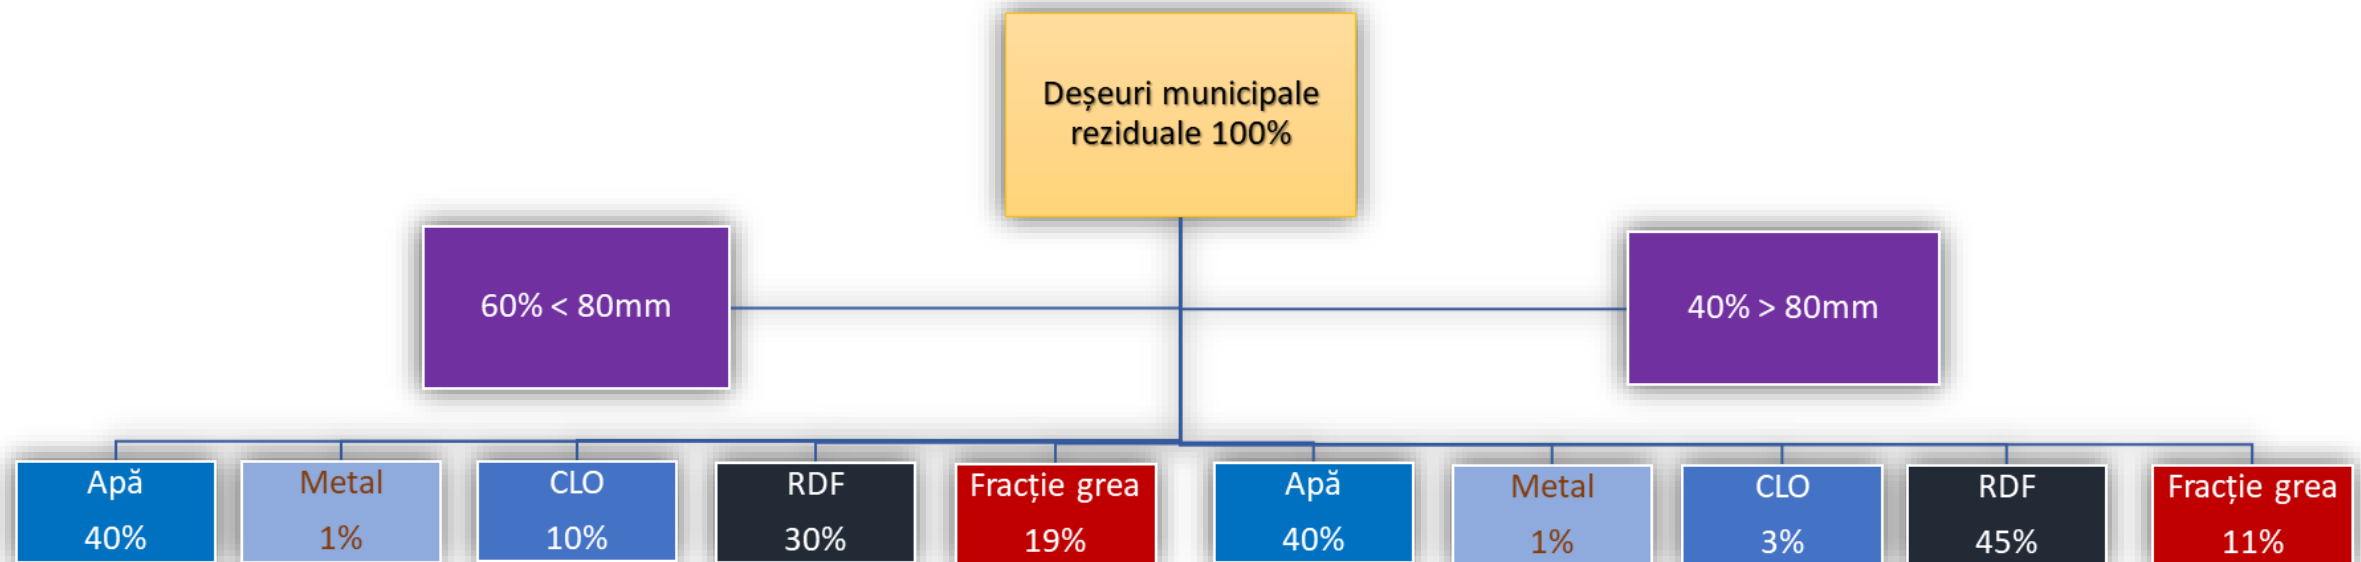 Deșeuri municipale
reziduale 100%
60% < 80mm
40% > 80mm
Apă
40%
Metal
1%
CLO
10%
RDF
30%
Fracție grea
19%
Apă
40%
Metal
1%
CLO
3%
RDF
45%
Fracție grea
11%